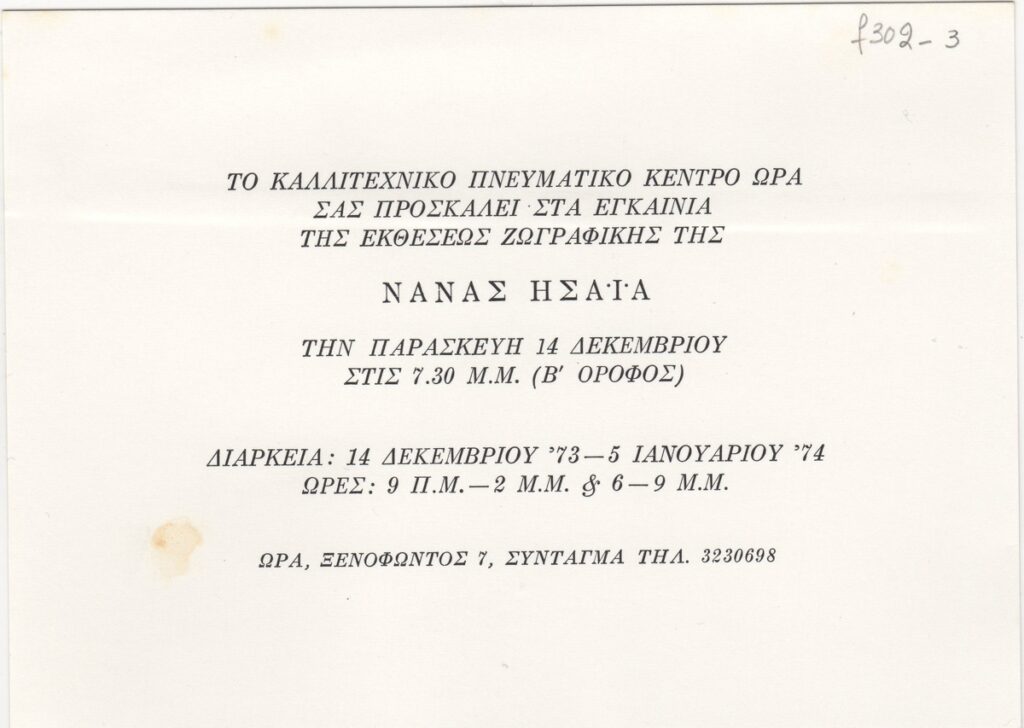 f302-3
ΤΟ ΚΑΛΛΙΤΕΧΝΙΚΟ ΠΝΕΥΜΑΤΙΚΟ ΚΕΝΤΡΟ ΩΡΑ
ΣΑΣ ΠΡΟΣΚΑΛΕΙ ΣΤΑ ΕΓΚΑΙΝΙΑ
ΤΗΣ ΕΚΘΕΣΕΩΣ ΖΩΓΡΑΦΙΚΗΣ ΤΗΣ
ΝΑΝΑΣ ΗΣΑΪΑ
ΤΗΝ ΠΑΡΑΣΚΕΥΗ 14 ΔΕΚΕΜΒΡΙΟΥ
ΣΤΙΣ 7.30 Μ.Μ. (Β' ΟΡΟΦΟΣ)
ΔΙΑΡΚΕΙΑ: 14 ΔΕΚΕΜΒΡΙΟΥ '73—5 ΙΑΝΟΥΑΡΙΟΥ '74
ΩΡΕΣ: 9 Π.Μ.—2 Μ.Μ. & 6—9 Μ.Μ.
ΩΡΑ, ΞΕΝΟΦΩΝΤΟΣ 7, ΣΥΝΤΑΓΜΑ ΤΗΛ. 3230698